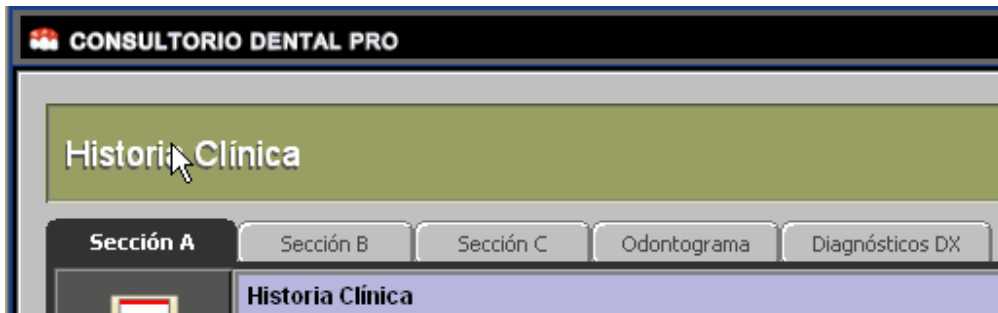 CONSULTORIO DENTAL PRO
Historia Clínica
Sección A Sección B Sección C Odontograma Diagnósticos DX
Historia Clínica